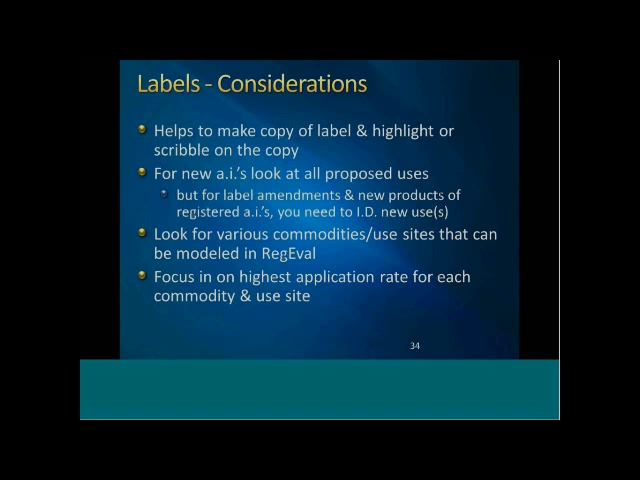 Labels - Considerations
Helps to make copy of label & highlight or
scribble on the copy
For new a.i.'s look at all proposed uses
but for label amendments & new products of
registered a.i.'s, you need to I.D. new use(s)
Look for various commodities/use sites that can
be modeled in RegEval
Focus in on highest application rate for each
commodity & use site
34